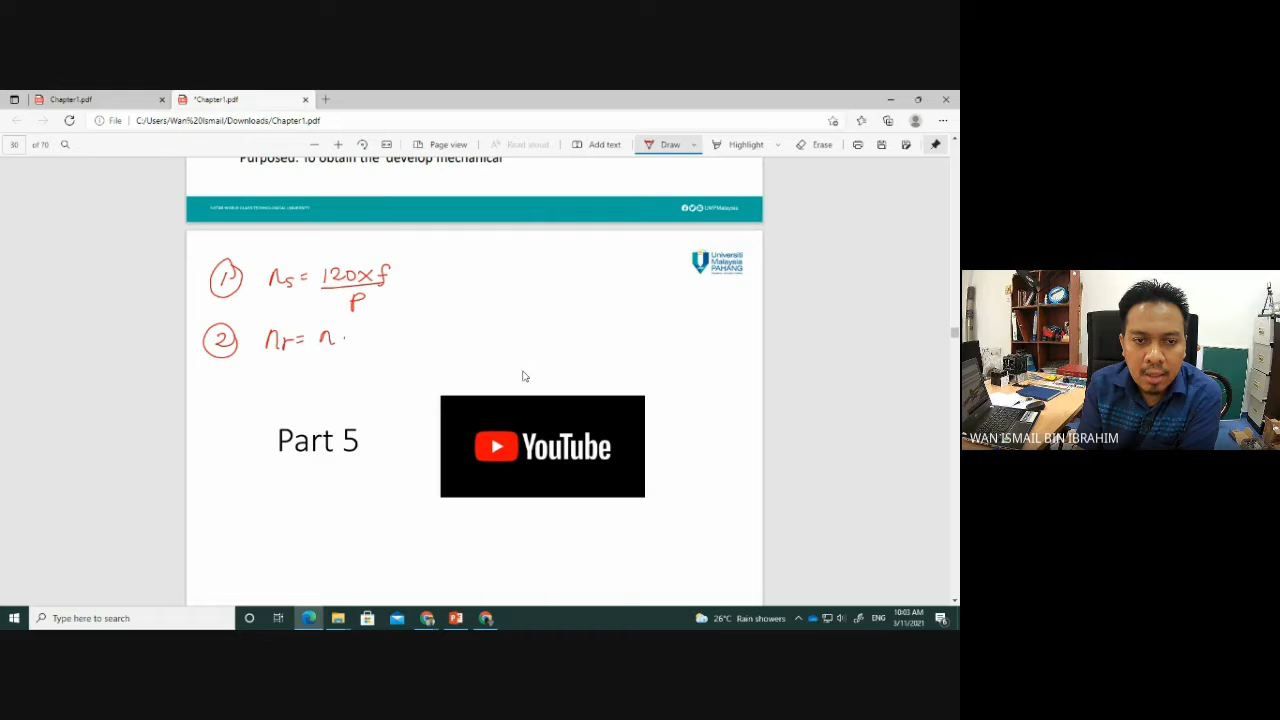 Chapter1.pdf
*Chapter1.pdf
File C:/Users/Wan%20Ismail/Downloads/Chapter1.pdf
30 of 70
Page view
Read aloud
Add text
Draw
Highlight
Erase
Purposed: To obtain the develop mechanical
UMPMalaysia
Universiti
Malaysia
PAHANG
1 ns = 120xf
P
2 nr = n
Part 5
YouTube
WAN ISMAIL BIN IBRAHIM
Type here to search
26°C Rain showers
ENG
10:03 AM
3/11/2021